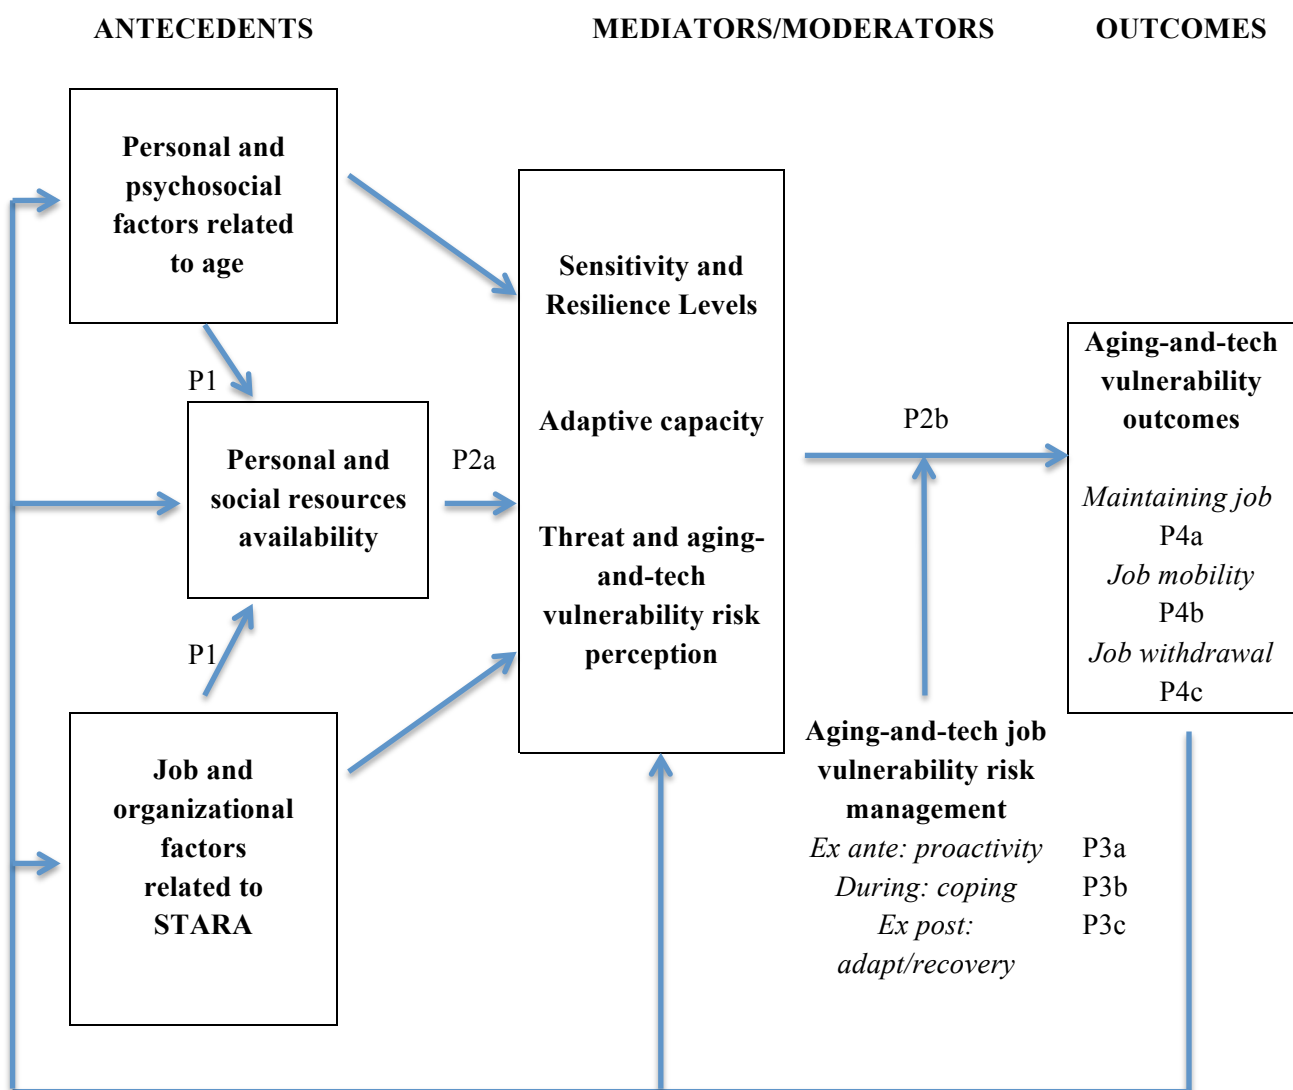 ANTECEDENTS
MEDIATORS/MODERATORS
OUTCOMES
Personal and
psychosocial
factors related
to age
P1
Personal and
social resources
availability
P2a
P1
Job and
organizational
factors
related to
STARA
Sensitivity and
Resilience Levels
Adaptive capacity
Threat and aging-
and-tech
vulnerability risk
perception
P2b
Aging-and-tech job
vulnerability risk
management
Ex ante: proactivity P3a
During: coping P3b
Ex post: P3c
adapt/recovery
Aging-and-tech
vulnerability
outcomes
Maintaining job
P4a
Job mobility
P4b
Job withdrawal
P4c